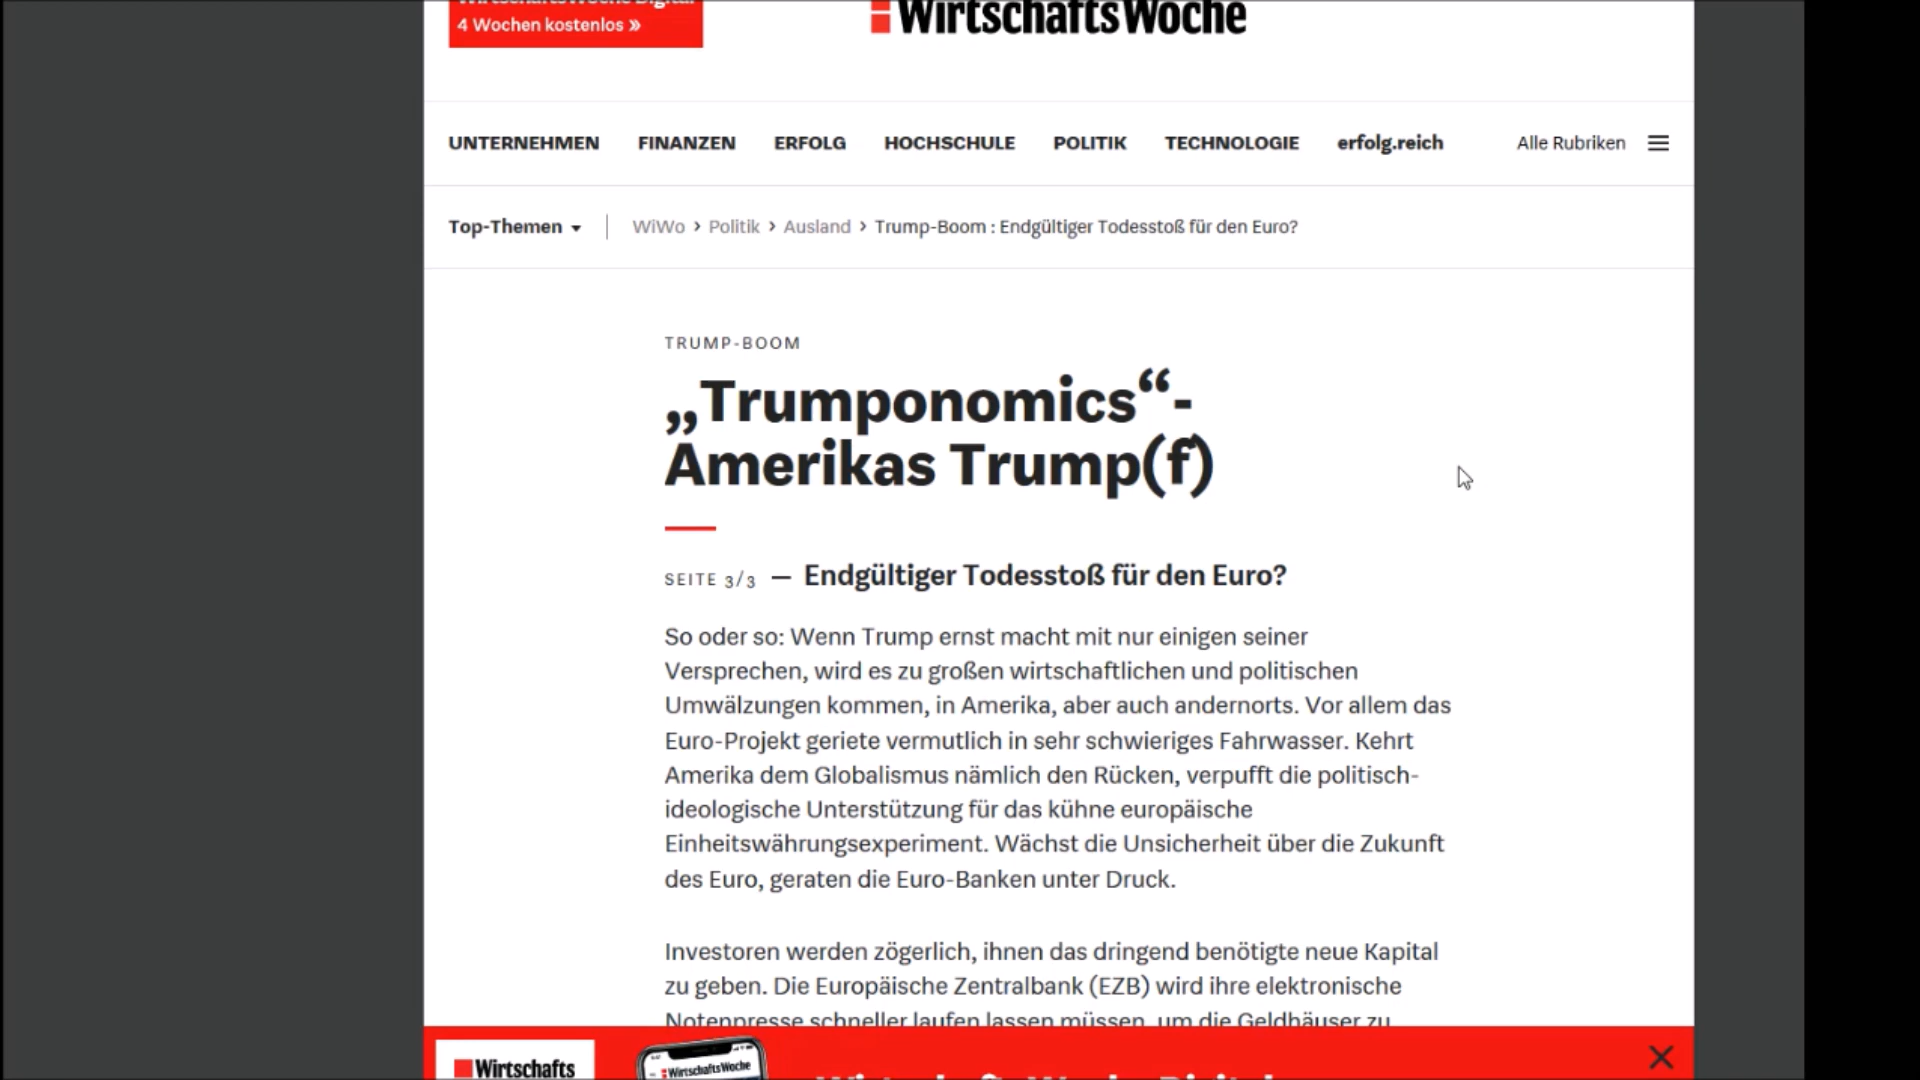 WirtschaftsWoche Digital
4 Wochen kostenlos »
WirtschaftsWoche
UNTERNEHMEN FINANZEN ERFOLG HOCHSCHULE POLITIK TECHNOLOGIE erfolg.reich Alle Rubriken
Top-Themen WiWo > Politik > Ausland > Trump-Boom : Endgültiger Todesstoß für den Euro?
TRUMP-BOOM
„Trumponomics“-
Amerikas Trump(f)
SEITE 3/3 — Endgültiger Todesstoß für den Euro?
So oder so: Wenn Trump ernst macht mit nur einigen seiner
Versprechen, wird es zu großen wirtschaftlichen und politischen
Umwälzungen kommen, in Amerika, aber auch andernorts. Vor allem das
Euro-Projekt geriete vermutlich in sehr schwieriges Fahrwasser. Kehrt
Amerika dem Globalismus nämlich den Rücken, verpufft die politisch-
ideologische Unterstützung für das kühne europäische
Einheitswährungsexperiment. Wächst die Unsicherheit über die Zukunft
des Euro, geraten die Euro-Banken unter Druck.
Investoren werden zögerlich, ihnen das dringend benötigte neue Kapital
zu geben. Die Europäische Zentralbank (EZB) wird ihre elektronische
Notenpresse schneller laufen lassen müssen, um die Geldhäuser zu
Wirtschafts
WirtschaftsWoche
WirtschaftsWoche Digital